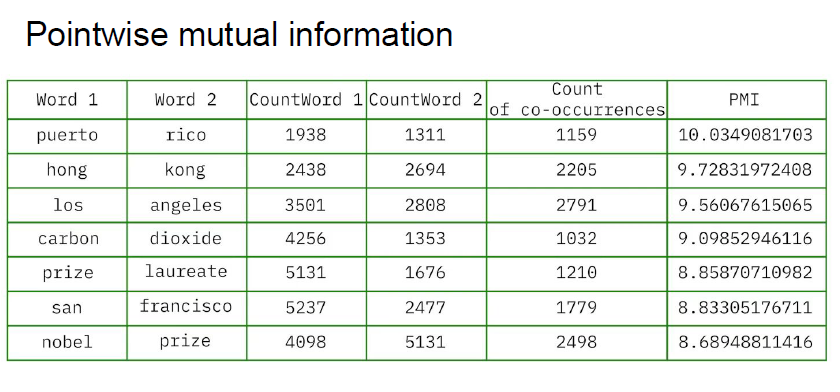 Pointwise mutual information
Word 1 Word 2 CountWord 1 CountWord 2 Count of co-occurrences PMI
puerto rico 1938 1311 1159 10.0349081703
hong kong 2438 2694 2205 9.72831972408
los angeles 3501 2808 2791 9.56067615065
carbon dioxide 4256 1353 1032 9.09852946116
prize laureate 5131 1676 1210 8.85870710982
san francisco 5237 2477 1779 8.83305176711
nobel prize 4098 5131 2498 8.68948811416